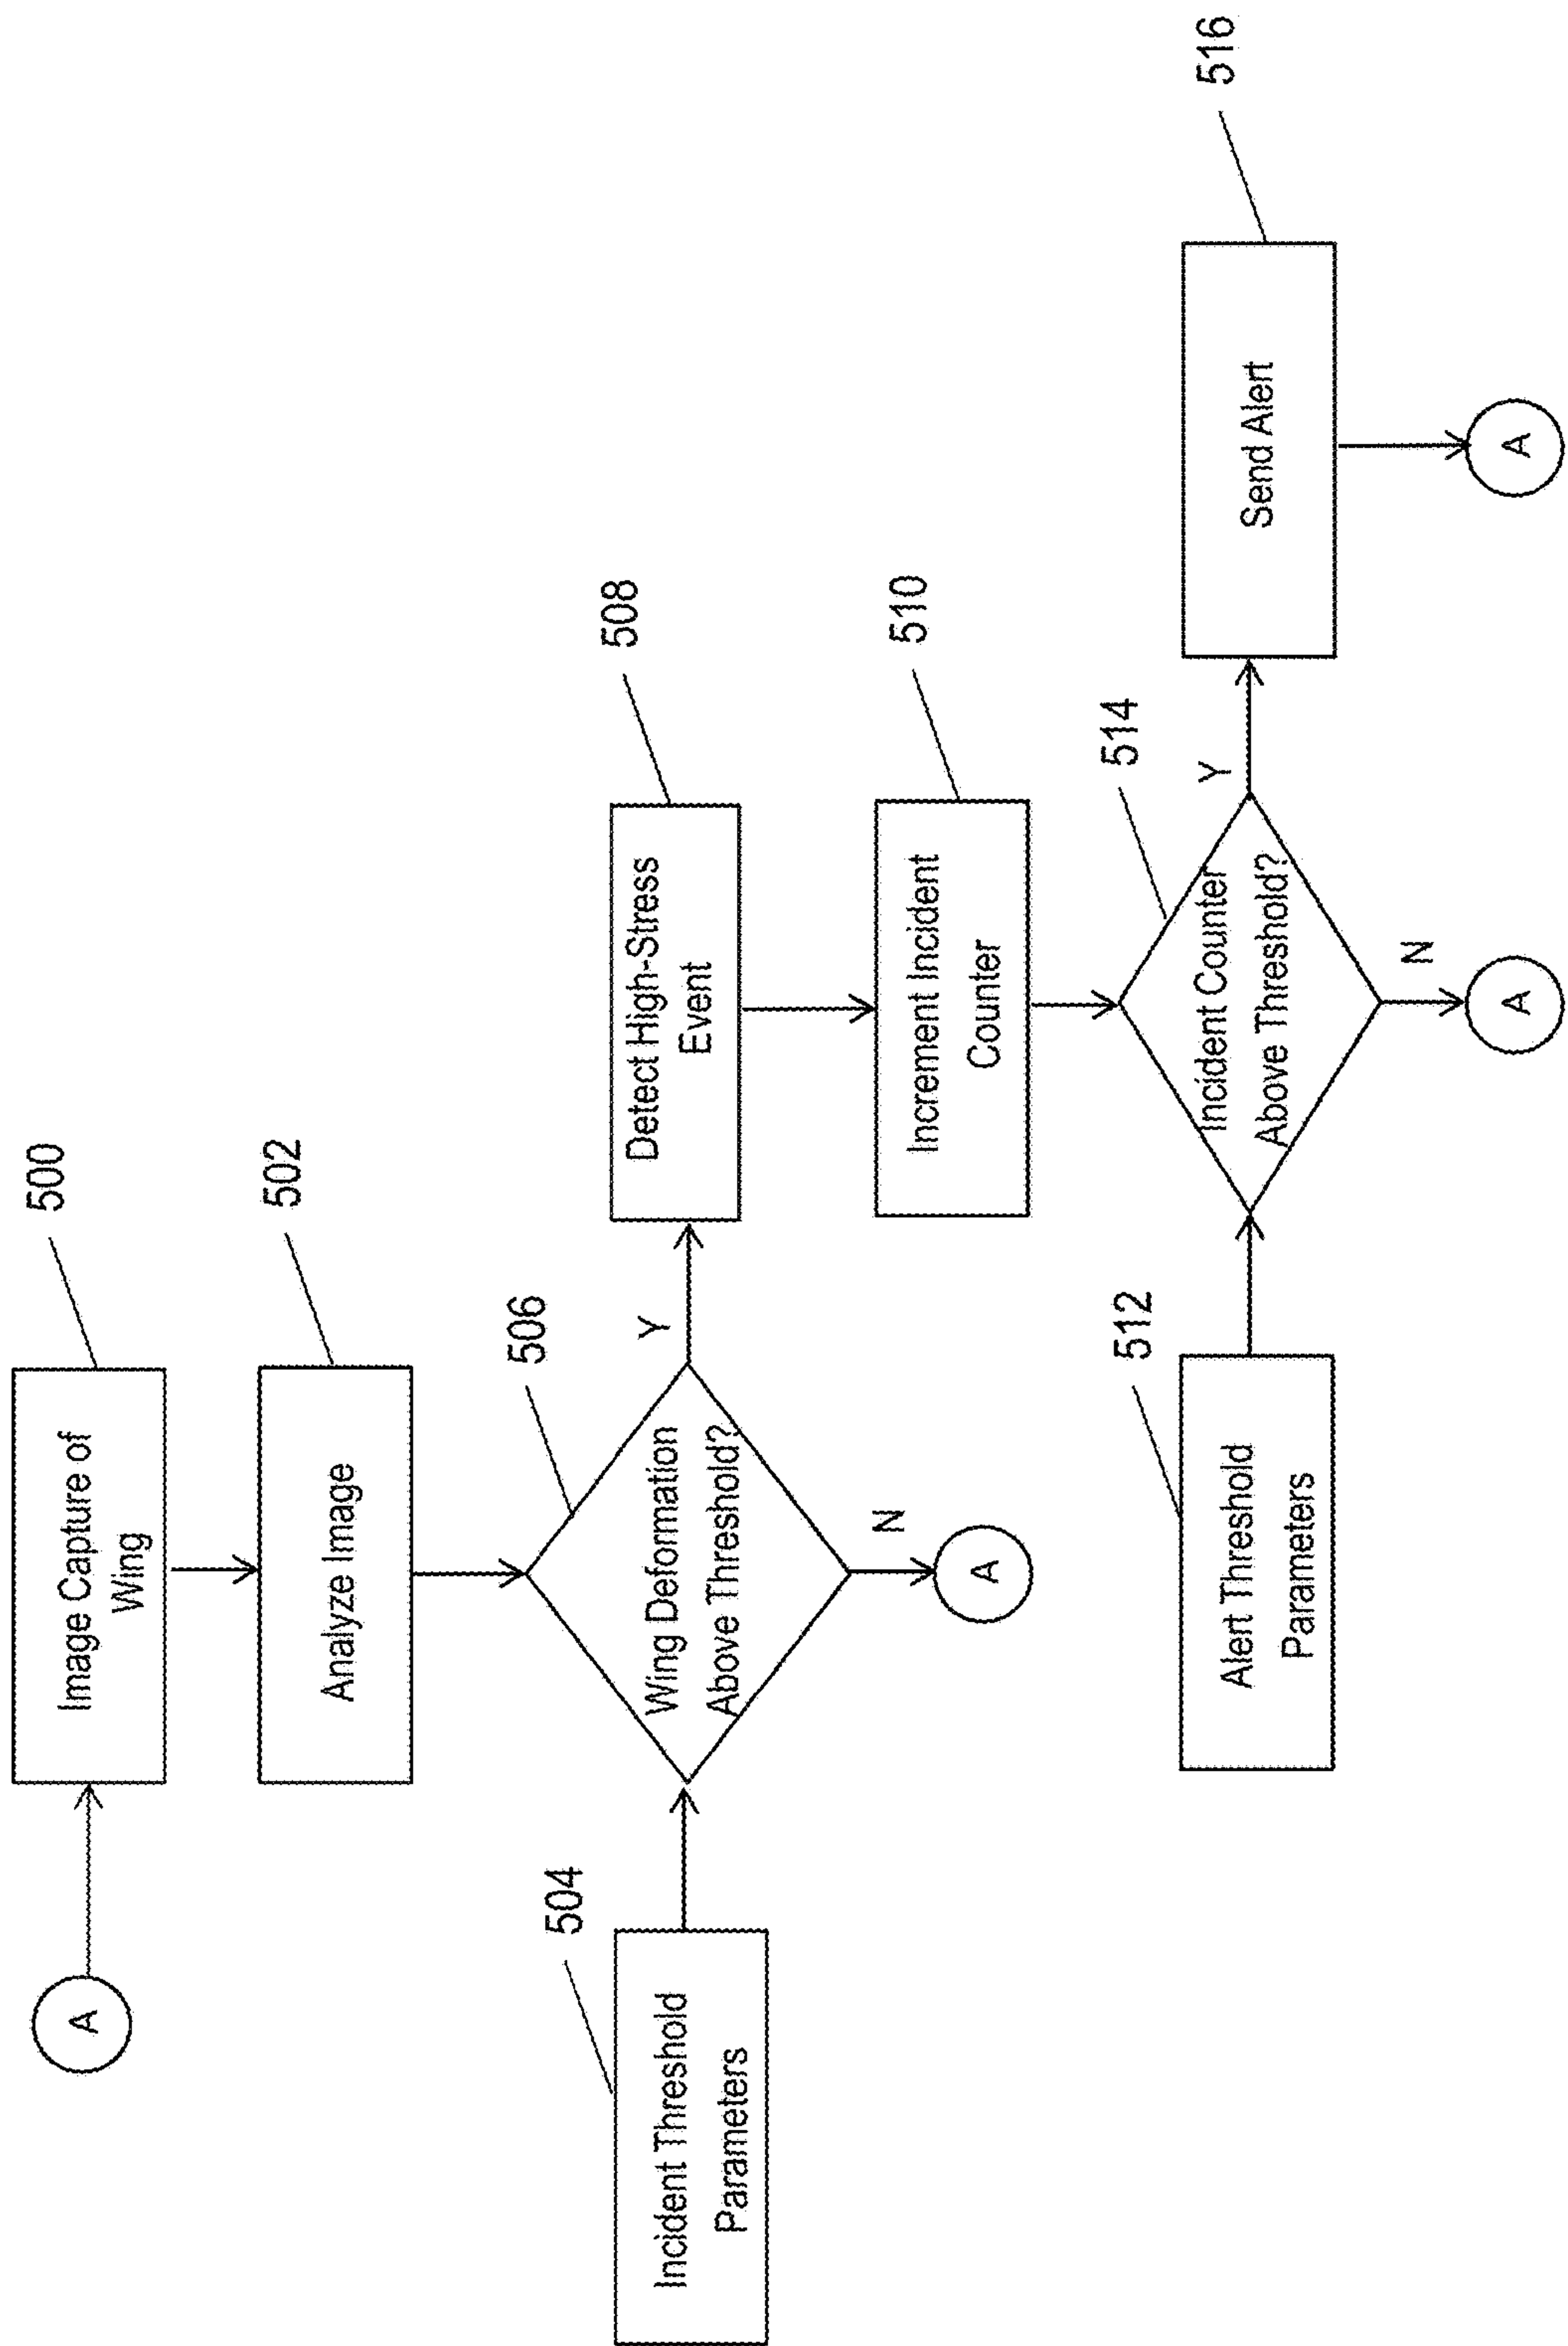 A
Image Capture of
Wing
500
Analyze Image
502
Incident Threshold
Parameters
504
Wing Deformation
Above Threshold?
506
Y
N
A
Detect High-Stress
Event
508
Increment Incident
Counter
510
Alert Threshold
Parameters
512
Incident Counter
Above Threshold?
514
Y
N
A
Send Alert
516
A